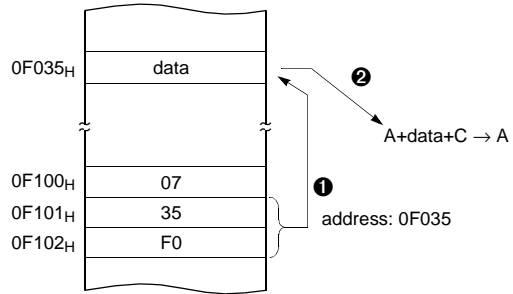 0F035H data
❷
A+data+C → A
0F100H 07
❶
0F101H 35
address: 0F035
0F102H F0